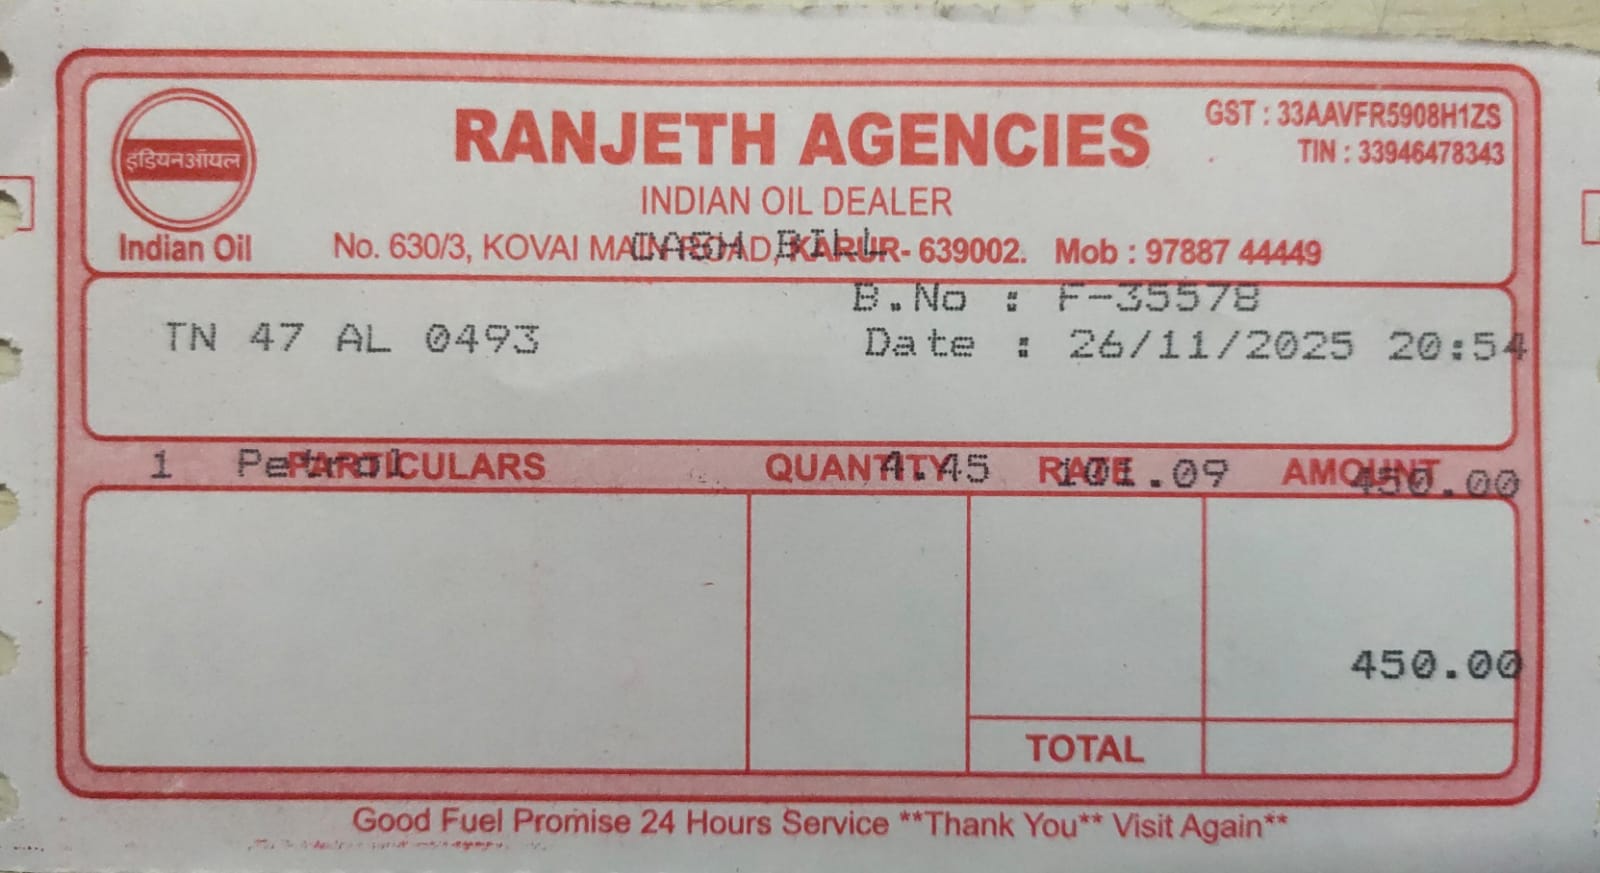 RANJETH AGENCIES
GST : 33AAVFR5908H1ZS
TIN : 33946478343
इंडियनऑयल
Indian Oil
INDIAN OIL DEALER
No. 630/3, KOVAI MAIN ROAD, KARUR- 639002. Mob : 97887 44449
CASH BILL
B.No : F-35578
TN 47 AL 0493
Date : 26/11/2025 20:54
PARTICULARS QUANTITY RATE AMOUNT
1 Petrol 4.45 101.09 450.00
450.00
TOTAL
Good Fuel Promise 24 Hours Service **Thank You** Visit Again**